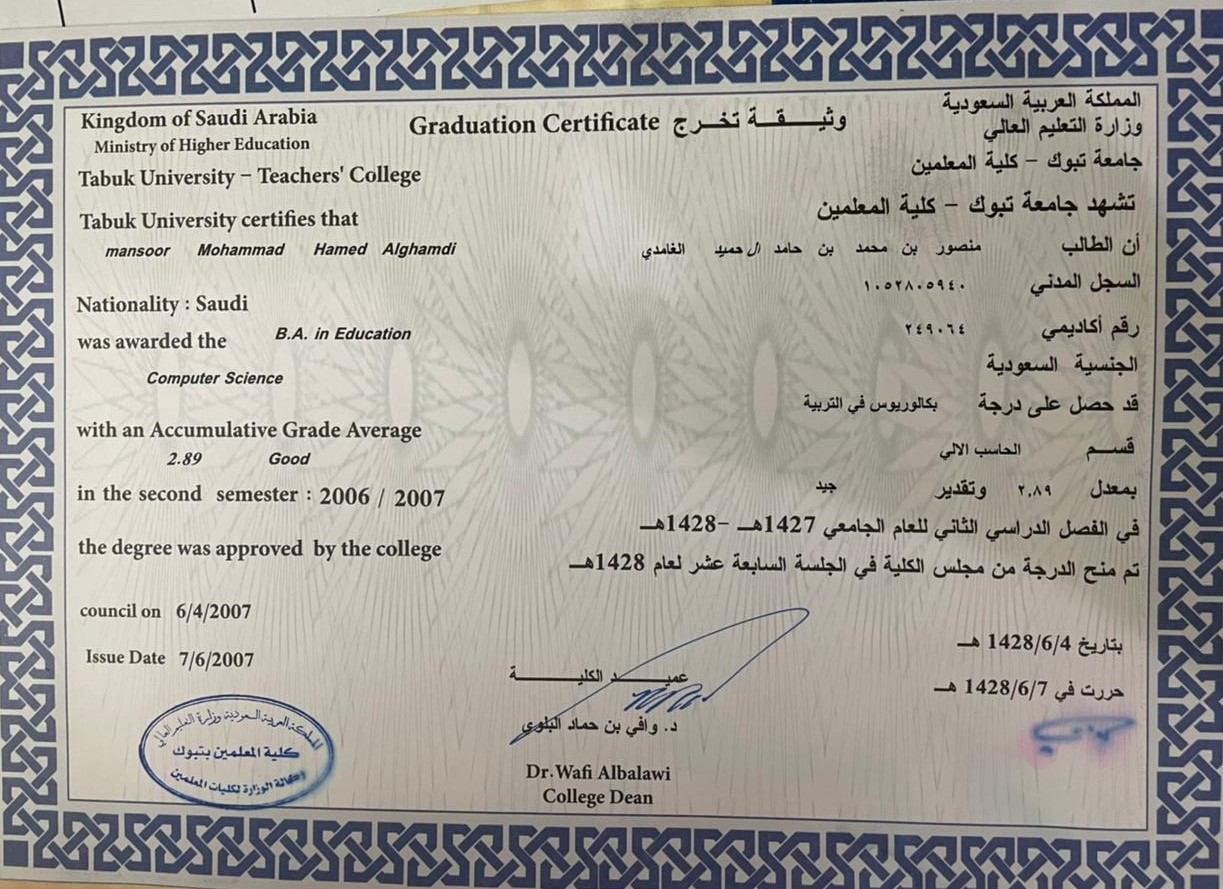 Kingdom of Saudi Arabia
Ministry of Higher Education
Tabuk University – Teachers' College
Graduation Certificate وثيقة تخرج
المملكة العربية السعودية
وزارة التعليم العالي
جامعة تبوك – كلية المعلمين
Tabuk University certifies that
mansoor Mohammad Hamed Alghamdi
Nationality : Saudi
was awarded the B.A. in Education
Computer Science
with an Accumulative Grade Average
2.89 Good
in the second semester : 2006 / 2007
the degree was approved by the college
council on 6/4/2007
Issue Date 7/6/2007
تشهد جامعة تبوك – كلية المعلمين
أن الطالب منصور بن محمد بن حامد ال حميد الغامدي
السجل المدني ١٠٥٢٨٠٥٩٤٠
رقم أكاديمي ٢٤٩٠٦٤
الجنسية السعودية
قد حصل على درجة بكالوريوس في التربية
قسم الحاسب الالي
بمعدل ٢,٨٩ وتقدير جيد
في الفصل الدراسي الثاني للعام الجامعي 1427هـ –1428هـ
تم منح الدرجة من مجلس الكلية في الجلسة السابعة عشر لعام 1428هـ
بتاريخ 1428/6/4 هـ
حررت في 1428/6/7 هـ
عميد الكلية
د. وافي بن حماد البلوي
Dr.Wafi Albalawi
College Dean
المملكة العربية السعودية وزارة التعليم العالي
كلية المعلمين بتبوك
وكالة الوزارة لكليات المعلمين